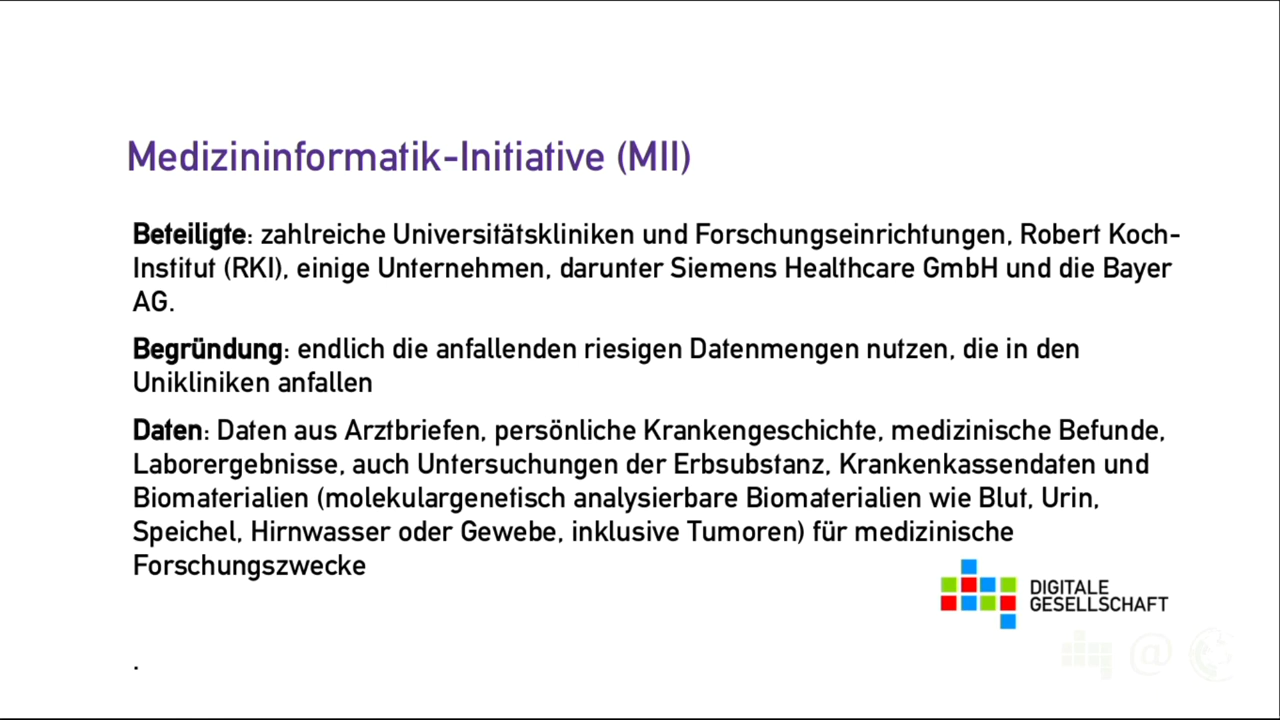 Medizininformatik-Initiative (MII)
Beteiligte: zahlreiche Universitätskliniken und Forschungseinrichtungen, Robert Koch-
Institut (RKI), einige Unternehmen, darunter Siemens Healthcare GmbH und die Bayer
AG.
Begründung: endlich die anfallenden riesigen Datenmengen nutzen, die in den
Unikliniken anfallen
Daten: Daten aus Arztbriefen, persönliche Krankengeschichte, medizinische Befunde,
Laborergebnisse, auch Untersuchungen der Erbsubstanz, Krankenkassendaten und
Biomaterialien (molekulargenetisch analysierbare Biomaterialien wie Blut, Urin,
Speichel, Hirnwasser oder Gewebe, inklusive Tumoren) für medizinische
Forschungszwecke
DIGITALE
GESELLSCHAFT
@
.